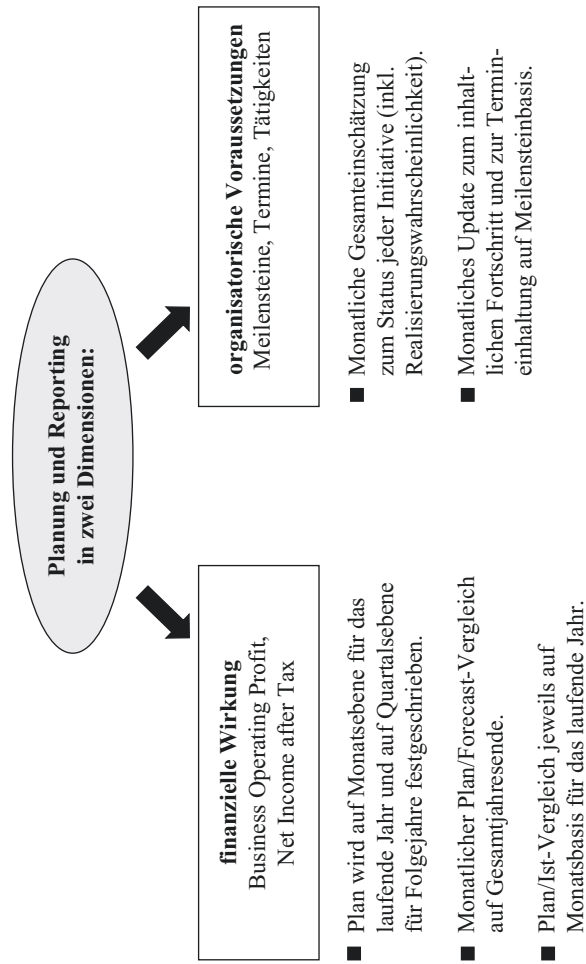 Planung und Reporting
in zwei Dimensionen:
finanzielle Wirkung
Business Operating Profit,
Net Income after Tax
■ Plan wird auf Monatsebene für das
laufende Jahr und auf Quartalsebene
für Folgejahre festgeschrieben.
■ Monatlicher Plan/Forecast-Vergleich
auf Gesamtjahresende.
■ Plan/Ist-Vergleich jeweils auf
Monatsbasis für das laufende Jahr.
organisatorische Voraussetzungen
Meilensteine, Termine, Tätigkeiten
■ Monatliche Gesamteinschätzung
zum Status jeder Initiative (inkl.
Realisierungswahrscheinlichkeit).
■ Monatliches Update zum inhalt-
lichen Fortschritt und zur Termin-
einhaltung auf Meilensteinbasis.